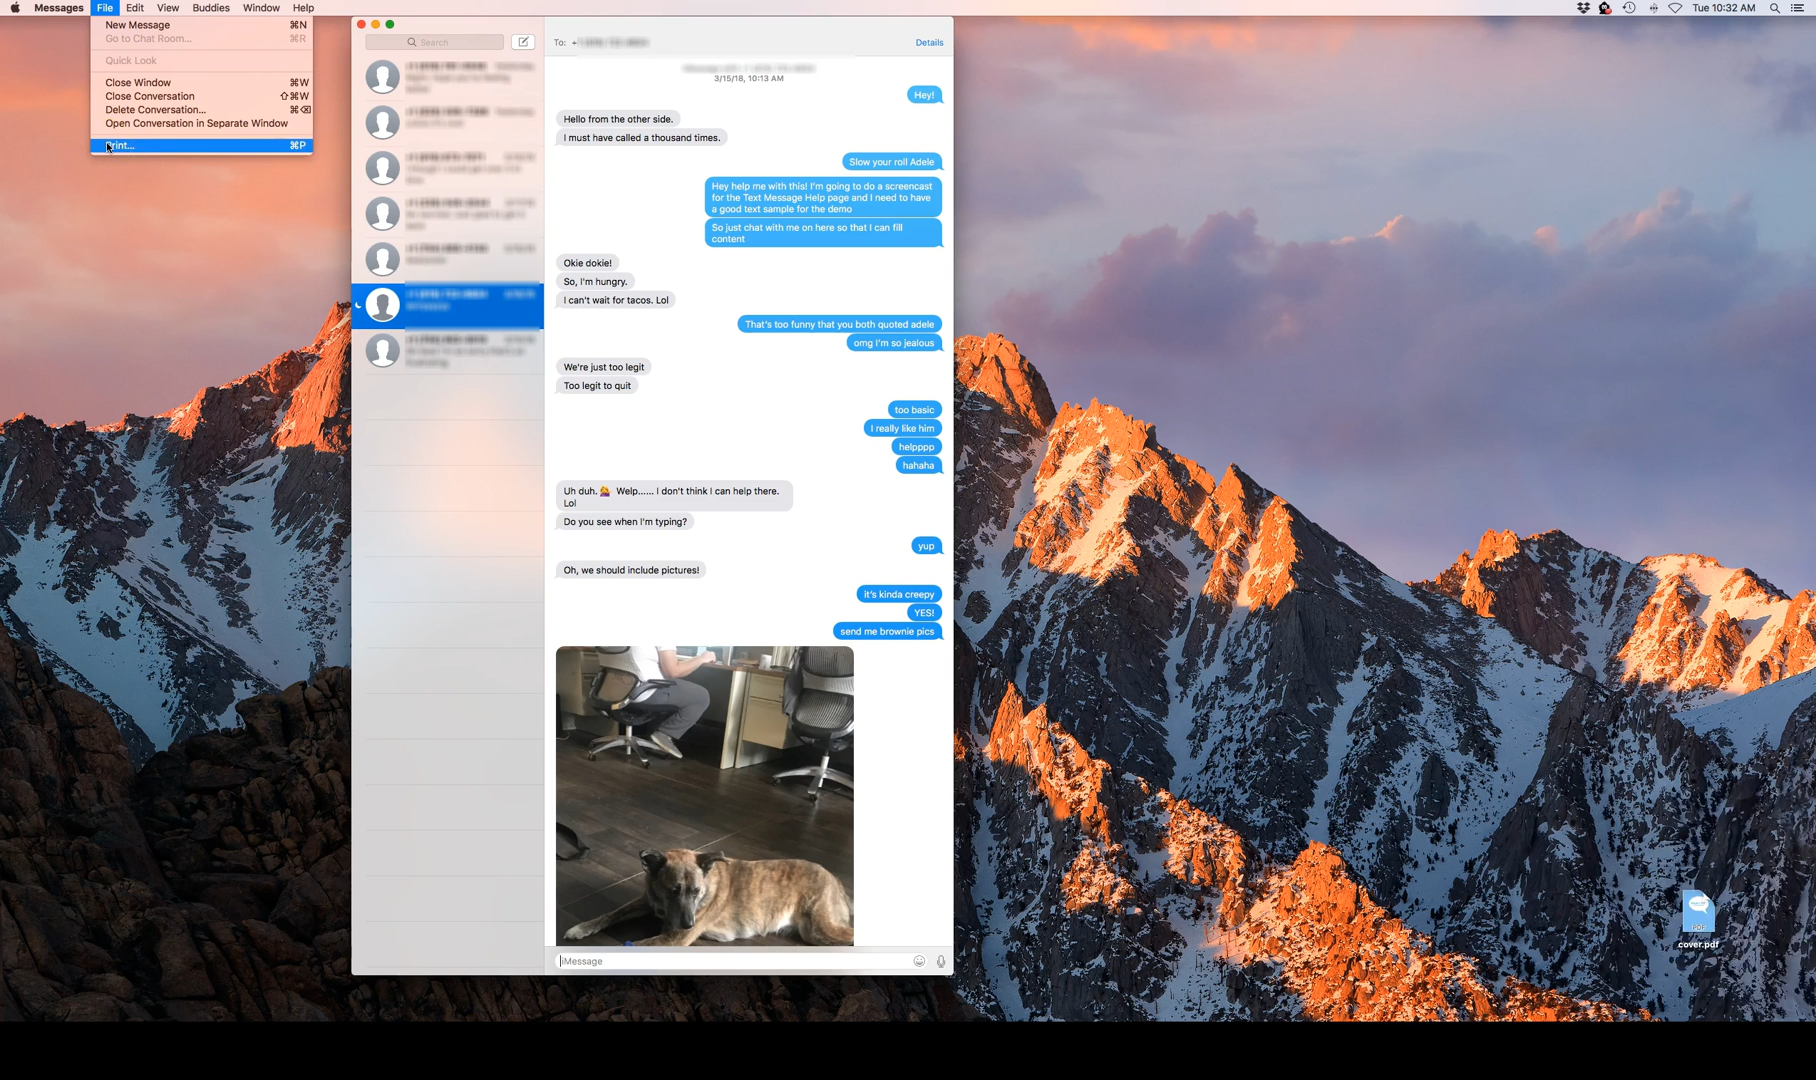 Messages File Edit View Buddies Window Help
Tue 10:32 AM
New Message ⌘N
Go to Chat Room... ⌘R
Quick Look
Close Window ⌘W
Close Conversation ⇧⌘W
Delete Conversation... ⌘⌫
Open Conversation in Separate Window
Print... ⌘P
Search
To: +
Details
3/15/18, 10:13 AM
Hey!
Hello from the other side.
I must have called a thousand times.
Slow your roll Adele
Hey help me with this! I'm going to do a screencast
for the Text Message Help page and I need to have
a good text sample for the demo
So just chat with me on here so that I can fill
content
Okie dokie!
So, I'm hungry.
I can't wait for tacos. Lol
That's too funny that you both quoted adele
omg I'm so jealous
We're just too legit
Too legit to quit
too basic
I really like him
helpppp
hahaha
Uh duh. 🤷‍♀️ Welp...... I don't think I can help there.
Lol
Do you see when I'm typing?
yup
Oh, we should include pictures!
it's kinda creepy
YES!
send me brownie pics
iMessage
PDF
cover.pdf